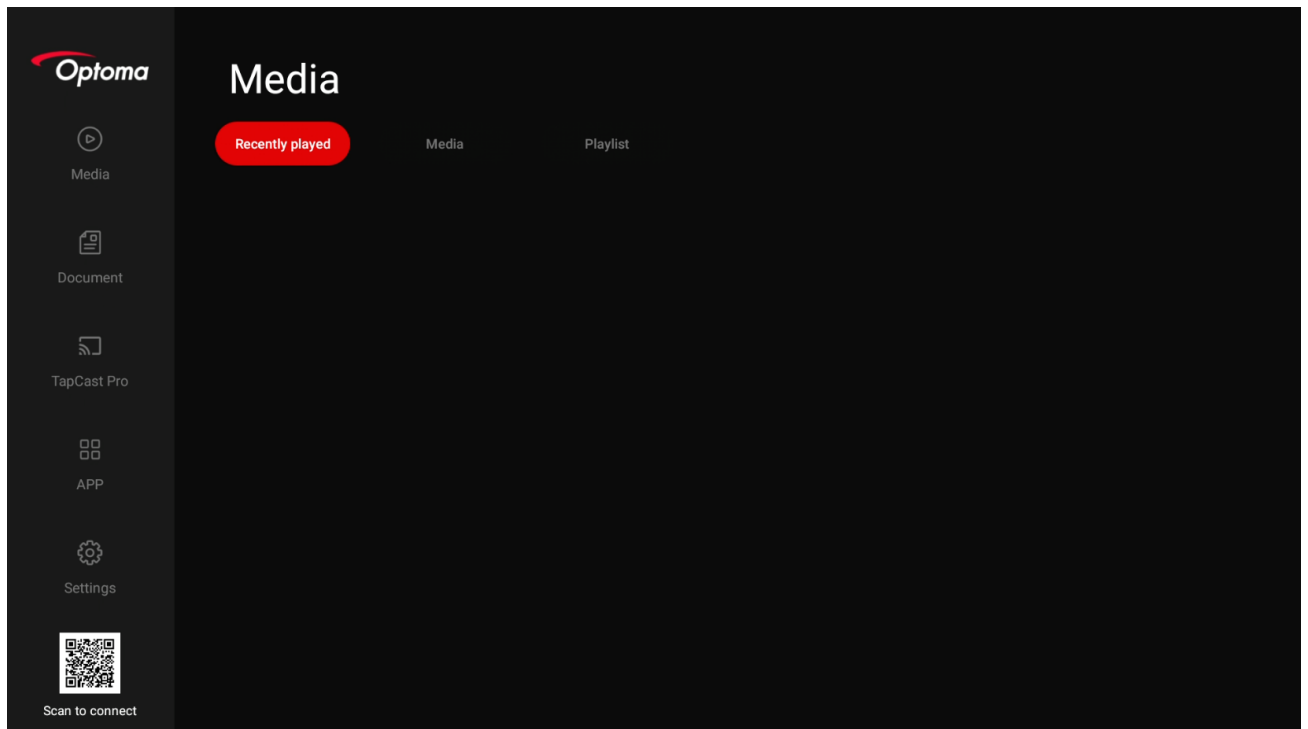 Optoma
Media
Document
TapCast Pro
APP
Settings
Scan to connect
Media
Recently played Media Playlist